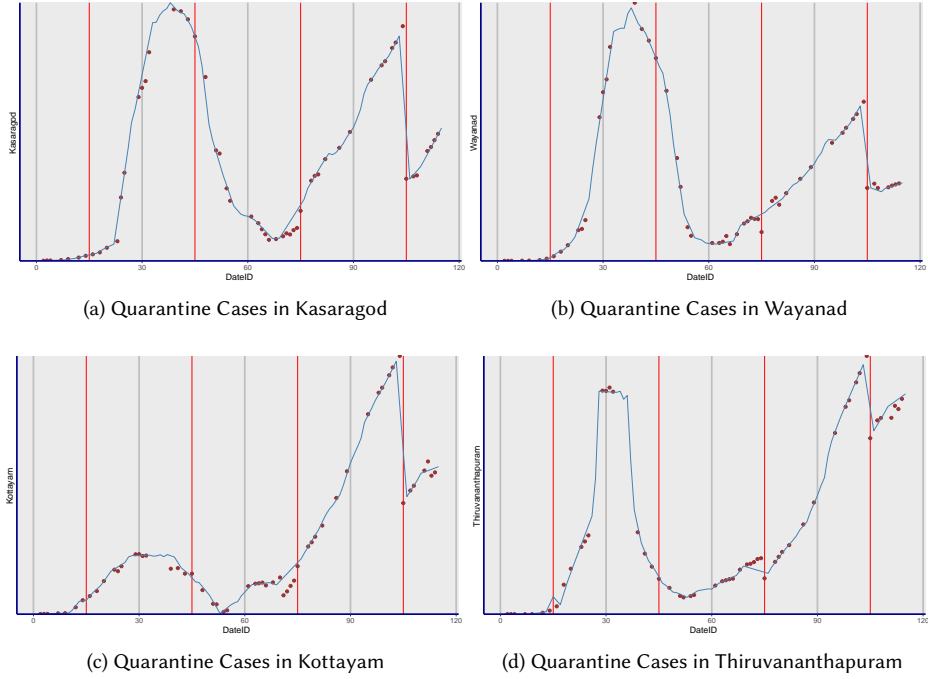 Kasaragod
0 30 60 90 120
DateID
(a) Quarantine Cases in Kasaragod
Wayanad
0 30 60 90 120
DateID
(b) Quarantine Cases in Wayanad
Kottayam
0 30 60 90 120
DateID
(c) Quarantine Cases in Kottayam
Thiruvananthapuram
0 30 60 90 120
DateID
(d) Quarantine Cases in Thiruvananthapuram